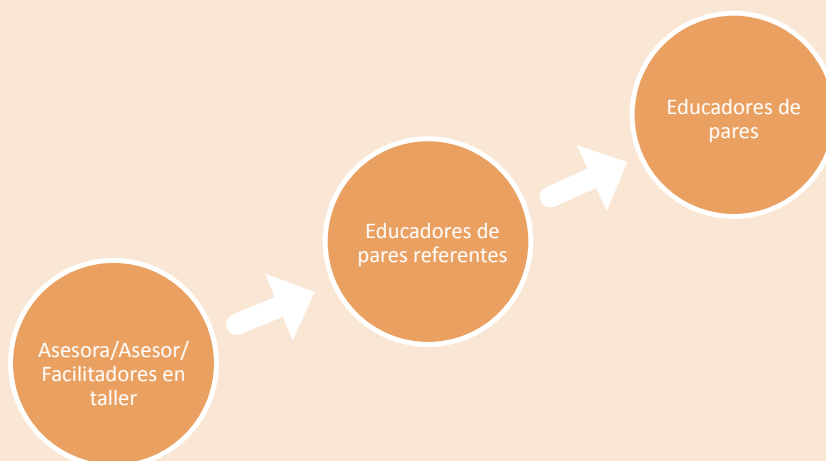 Asesora/Asesor/
Facilitadores en
taller
Educadores de
pares referentes
Educadores de
pares